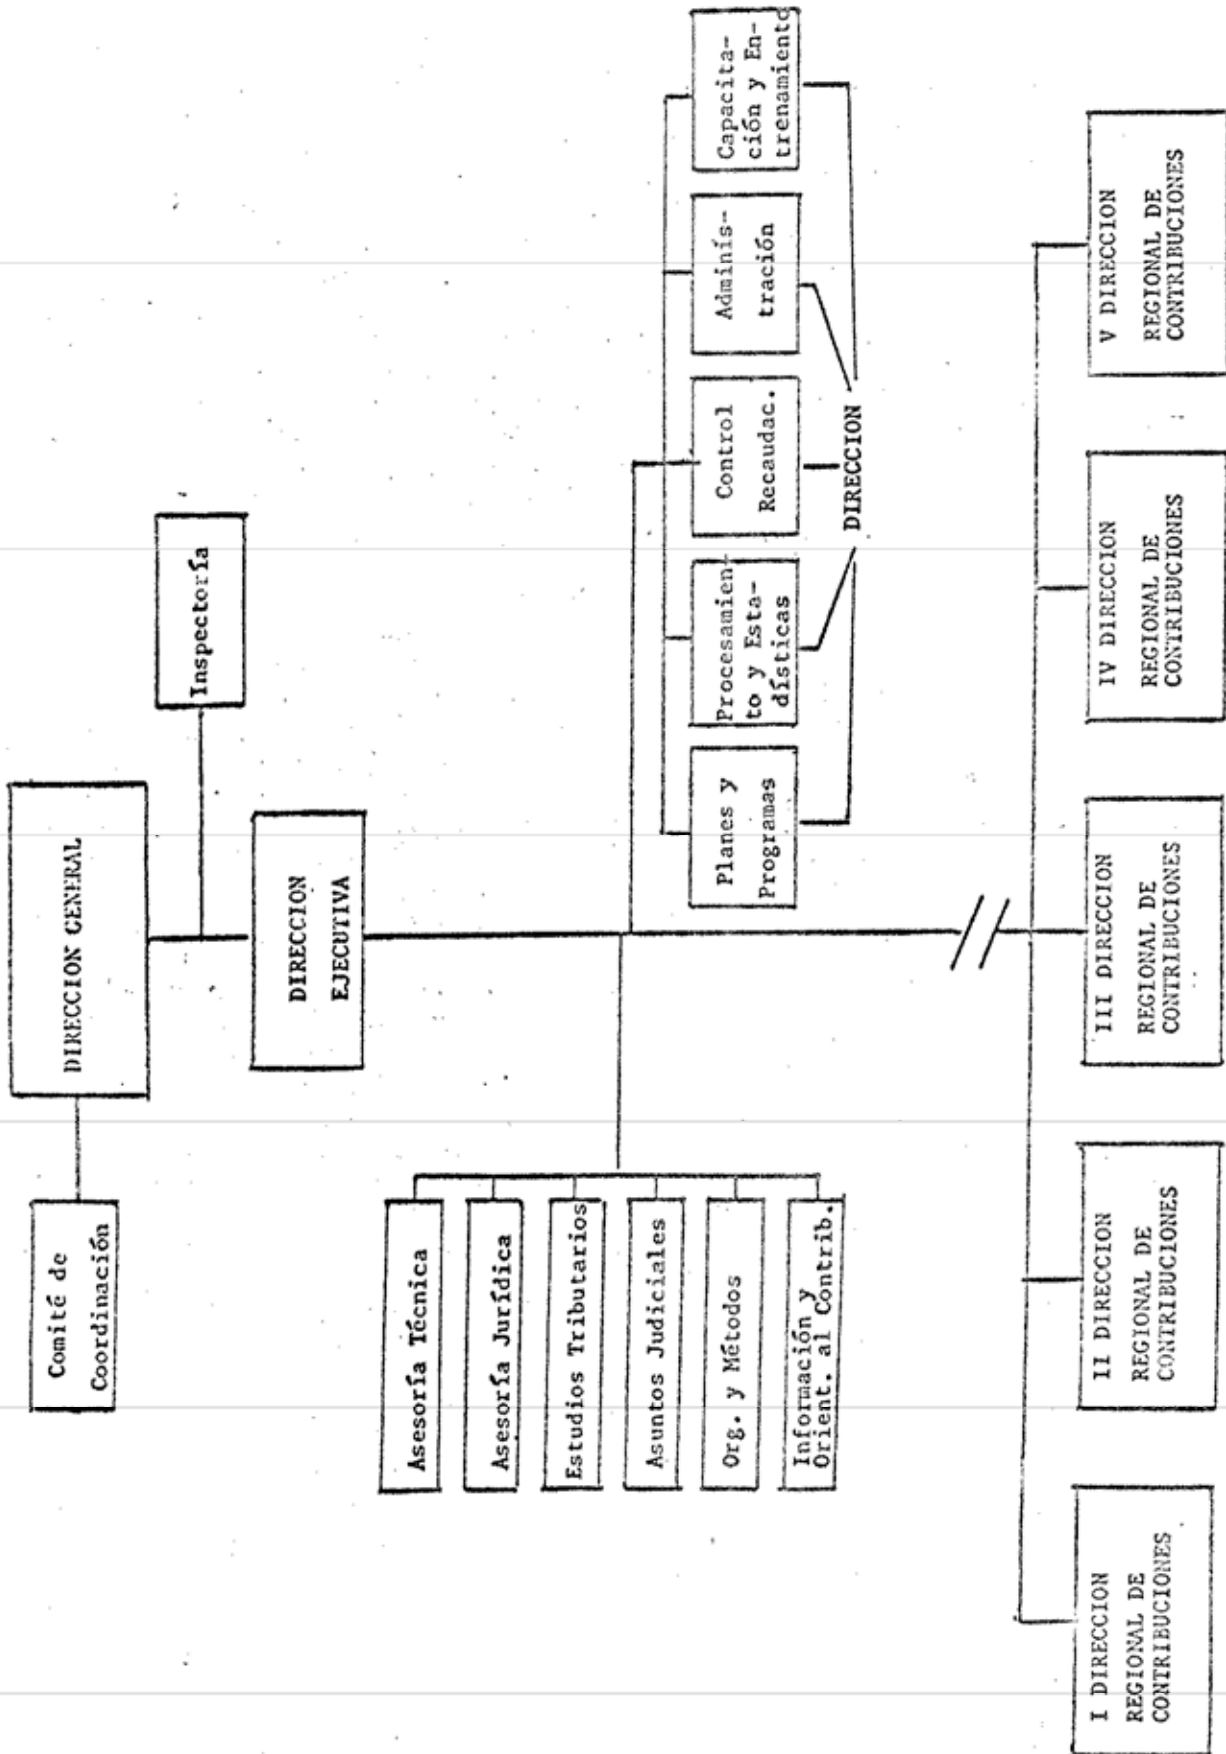 DIRECCION GENERAL
Comité de
Coordinación
Inspectoría
DIRECCION
EJECUTIVA
Asesoría Técnica
Asesoría Jurídica
Estudios Tributarios
Asuntos Judiciales
Org. y Métodos
Información y
Orient. al Contrib.
Planes y
Programas
Procesamien-
to y Esta-
dísticas
Control
Recaudac.
Adminis-
tración
Capacita-
ción y En-
trenamiento
DIRECCION
I DIRECCION
REGIONAL DE
CONTRIBUCIONES
II DIRECCION
REGIONAL DE
CONTRIBUCIONES
III DIRECCION
REGIONAL DE
CONTRIBUCIONES
IV DIRECCION
REGIONAL DE
CONTRIBUCIONES
V DIRECCION
REGIONAL DE
CONTRIBUCIONES